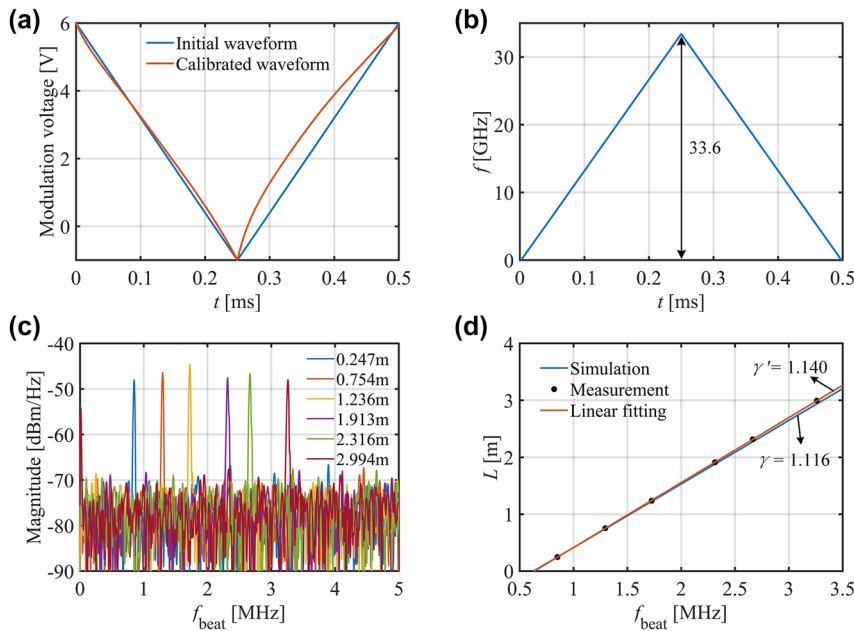 (a)
6
4
2
0
Modulation voltage [V]
Initial waveform
Calibrated waveform
0
0.1
0.2
0.3
0.4
0.5
t [ms]
(b)
30
20
10
0
f [GHz]
33.6
0
0.1
0.2
0.3
0.4
0.5
t [ms]
(c)
-40
-50
-60
-70
-80
-90
Magnitude [dBm/Hz]
0.247m
0.754m
1.236m
1.913m
2.316m
2.994m
0
1
2
3
4
5
fbeat [MHz]
(d)
4
3
2
1
0
L [m]
Simulation
Measurement
Linear fitting
γ′= 1.140
γ = 1.116
0.5
1
1.5
2
2.5
3
3.5
fbeat [MHz]